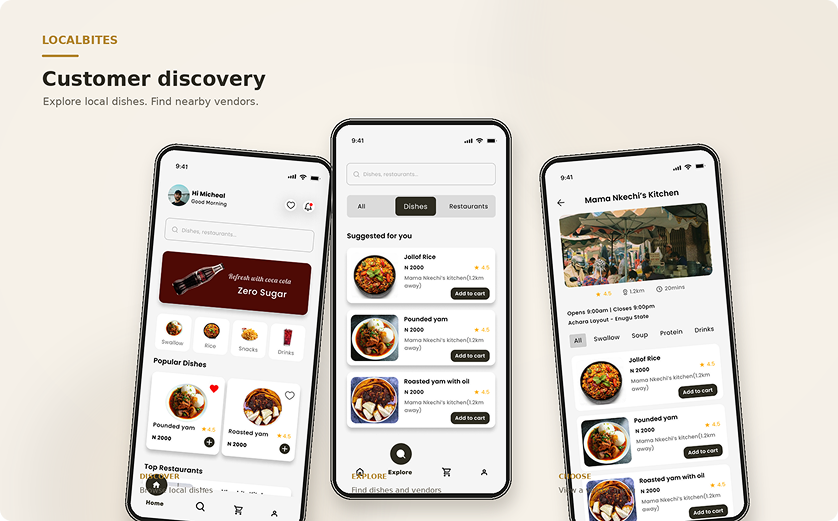 LOCALBITES
Customer discovery
Explore local dishes. Find nearby vendors.
9:41
Hi Micheal
Good Morning
Dishes, restaurants...
Refresh with coca cola
Zero Sugar
Swallow
Rice
Snacks
Drinks
Popular Dishes
Pounded yam
4.5
N 2000
Roasted yam
4.5
N 2000
Top Restaurants
Home
DISCOVER
local dishes
9:41
Dishes, restaurants...
All
Dishes
Restaurants
Suggested for you
Jollof Rice
N 2000
4.5
Mama Nkechi's kitchen(1.2km
away)
Add to cart
Pounded yam
N 2000
4.5
Mama Nkechi's kitchen(1.2km
away)
Add to cart
Roasted yam with oil
N 2000
4.5
Mama Nkechi's kitchen(1.2km
away)
Add to cart
Explore
EXPLORE
Find dishes and vendors
9:41
Mama Nkechi's Kitchen
4.5
1.2km
20mins
Opens 9:00am | Closes 9:00pm
Achara Layout - Enugu State
All
Swallow
Soup
Protein
Drinks
Jollof Rice
N 2000
4.5
Mama Nkechi's kitchen(1.2km
away)
Add to cart
Pounded yam
N 2000
4.5
Mama Nkechi's kitchen(1.2km
away)
Add to cart
Roasted yam with oil
N 2000
4.5
Mama Nkechi's kitchen(1.2km
away)
Add to cart
CHOOSE
View a